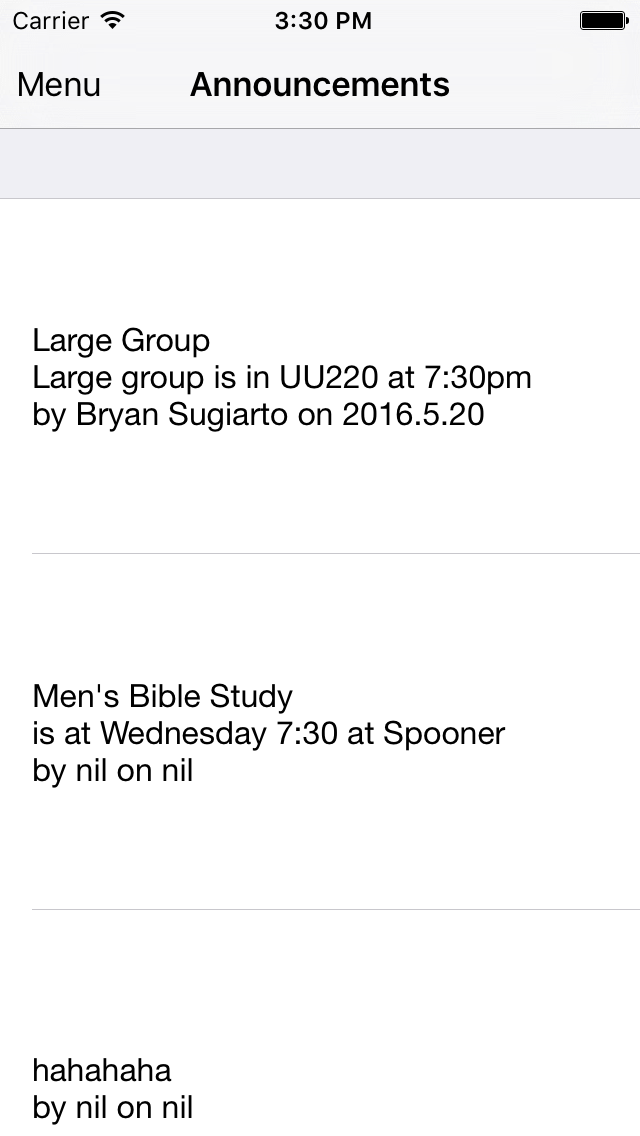 Carrier 3:30 PM
Menu Announcements
Large Group
Large group is in UU220 at 7:30pm
by Bryan Sugiarto on 2016.5.20
Men's Bible Study
is at Wednesday 7:30 at Spooner
by nil on nil
hahahaha
by nil on nil